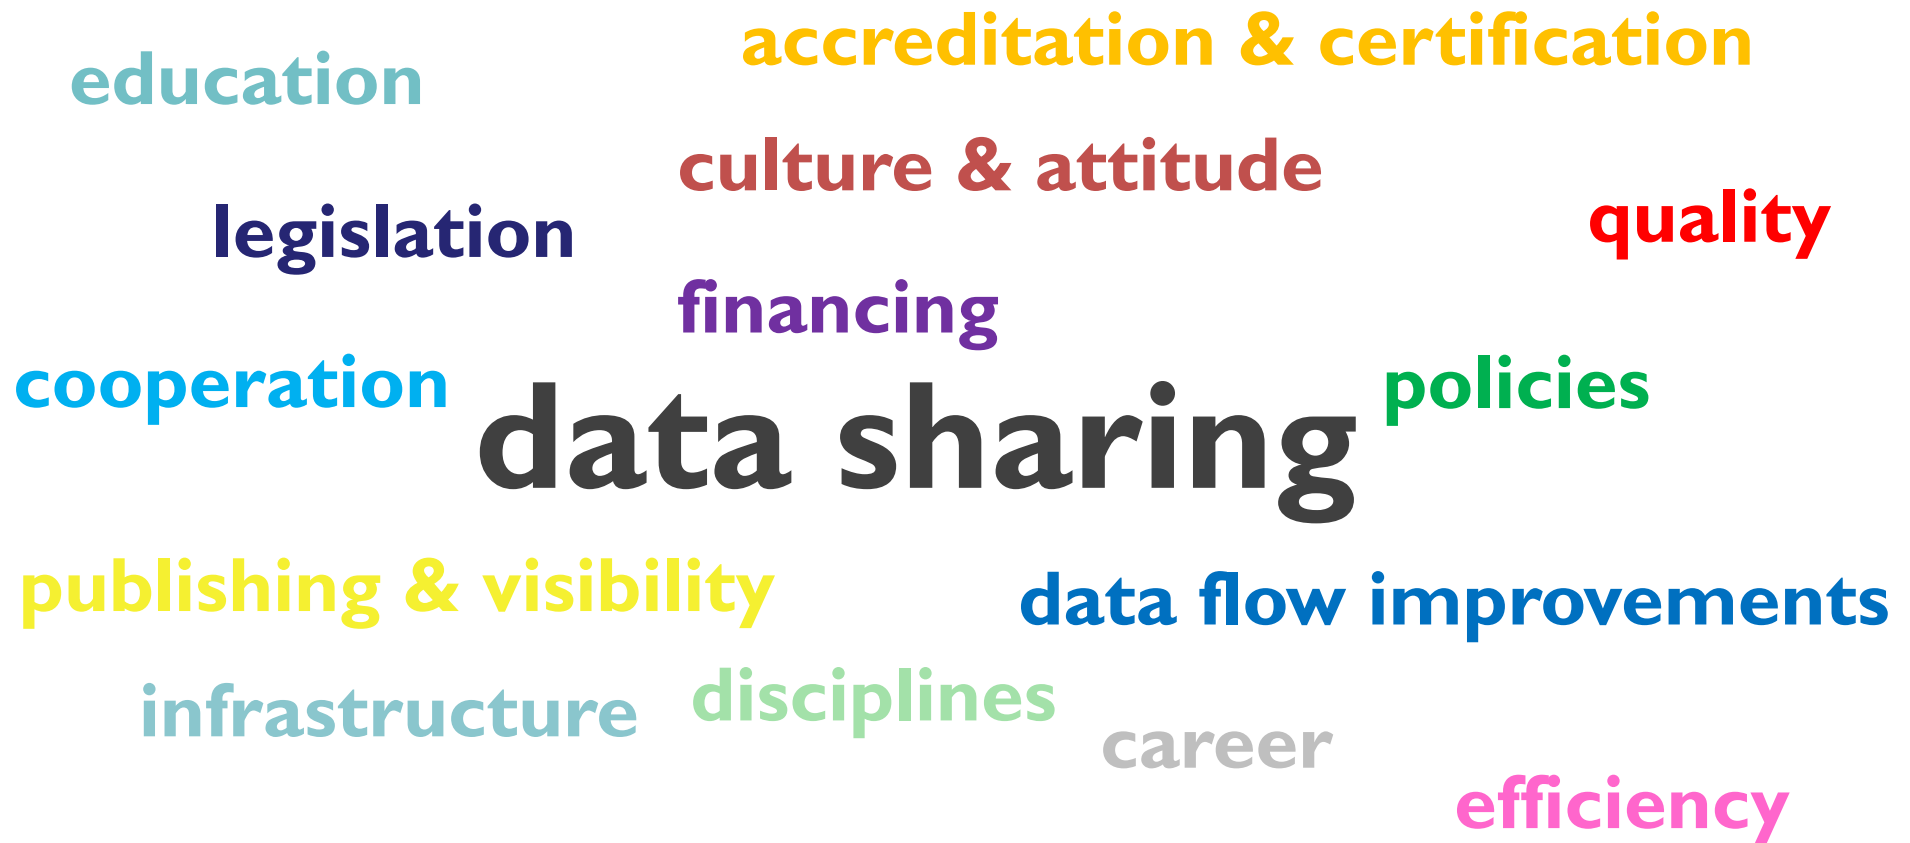 accreditation & certification
education
culture & attitude
legislation
quality
financing
cooperation
policies
data sharing
publishing & visibility
data flow improvements
disciplines
infrastructure
career
efficiency